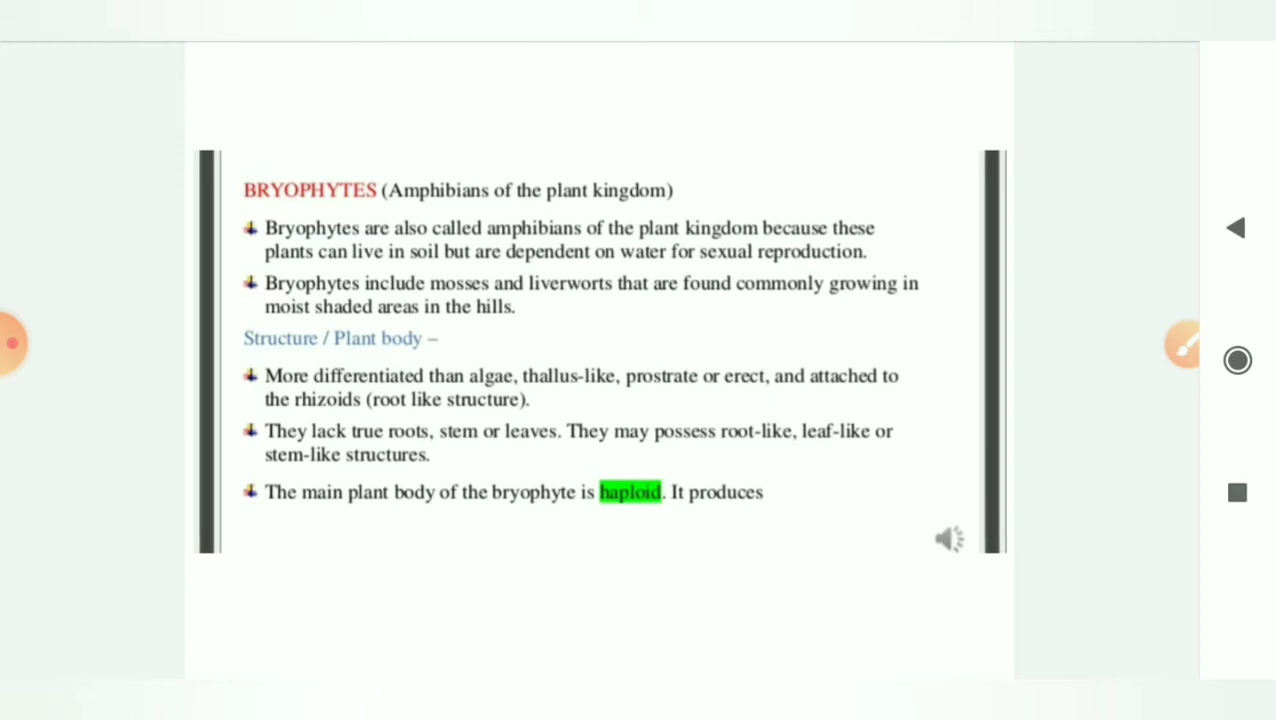 BRYOPHYTES (Amphibians of the plant kingdom)
Bryophytes are also called amphibians of the plant kingdom because these
plants can live in soil but are dependent on water for sexual reproduction.
Bryophytes include mosses and liverworts that are found commonly growing in
moist shaded areas in the hills.
Structure / Plant body –
More differentiated than algae, thallus-like, prostrate or erect, and attached to
the rhizoids (root like structure).
They lack true roots, stem or leaves. They may possess root-like, leaf-like or
stem-like structures.
The main plant body of the bryophyte is haploid. It produces